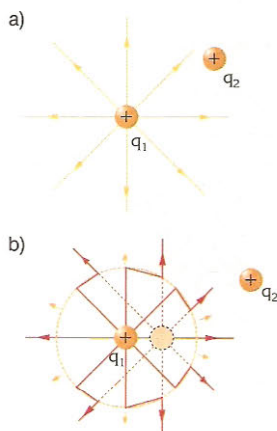 a)
+
q₂
+
q₁
b)
+
q₂
+
q₁